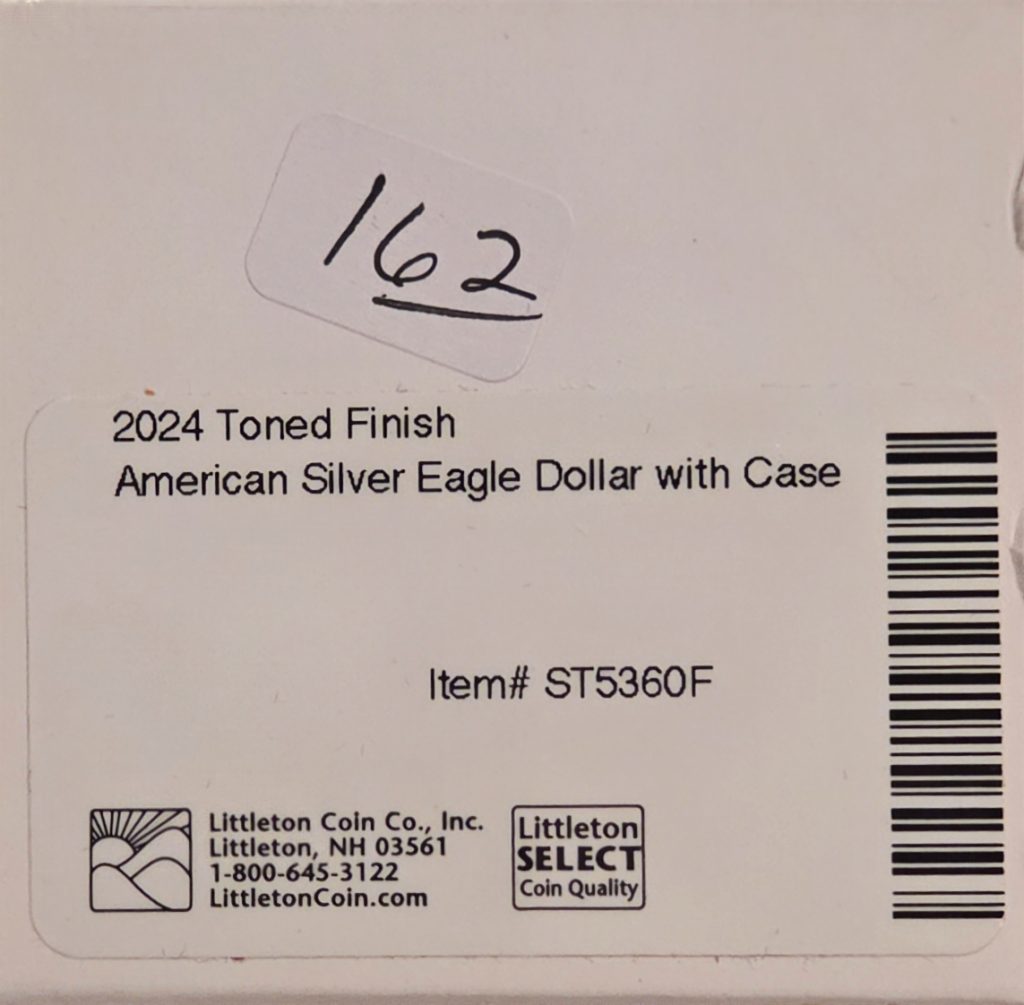 162
2024 Toned Finish
American Silver Eagle Dollar with Case
Item# ST5360F
Littleton Coin Co., Inc.
Littleton, NH 03561
1-800-645-3122
LittletonCoin.com
Littleton
SELECT
Coin Quality